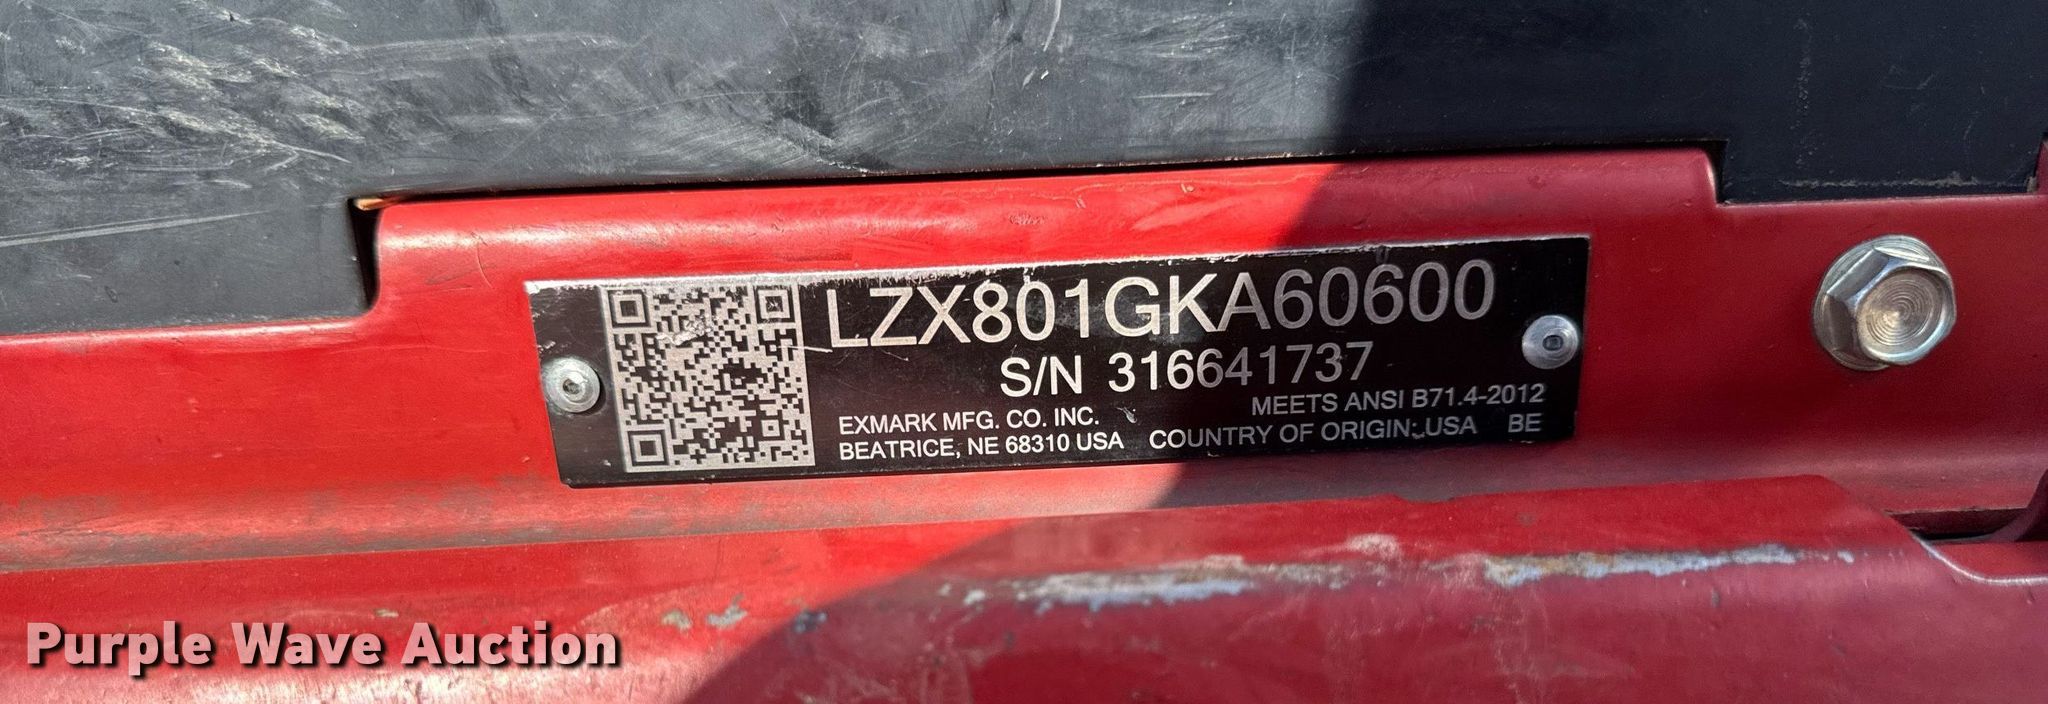 LZX801GKA60600
S/N 316641737
EXMARK MFG. CO. INC. MEETS ANSI B71.4-2012
BEATRICE, NE 68310 USA COUNTRY OF ORIGIN: USA BE
Purple Wave Auction